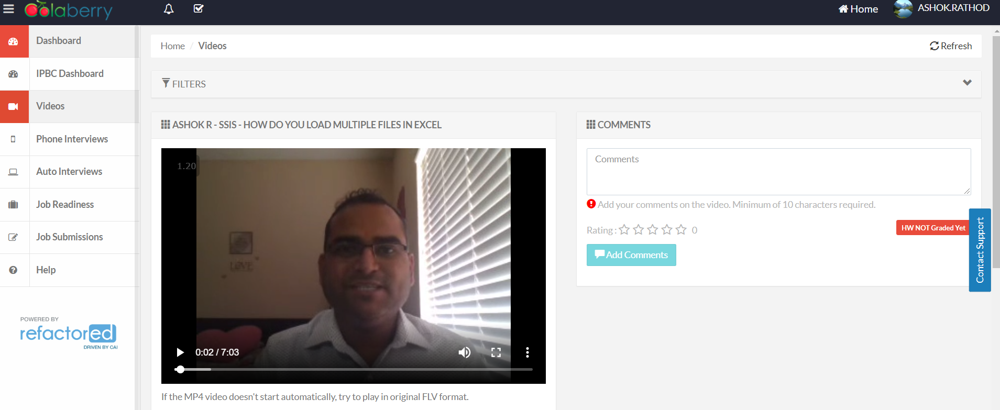 Colaberry
Home
ASHOK.RATHOD
Dashboard
IPBC Dashboard
Videos
Phone Interviews
Auto Interviews
Job Readiness
Job Submissions
Help
POWERED BY
refactored
DRIVEN BY CAI
Home / Videos
Refresh
FILTERS
ASHOK R - SSIS - HOW DO YOU LOAD MULTIPLE FILES IN EXCEL
1.20
LOVE
0:02 / 7:03
If the MP4 video doesn't start automatically, try to play in original FLV format.
COMMENTS
Comments
Add your comments on the video. Minimum of 10 characters required.
Rating : 0
HW NOT Graded Yet
Add Comments
Contact Support